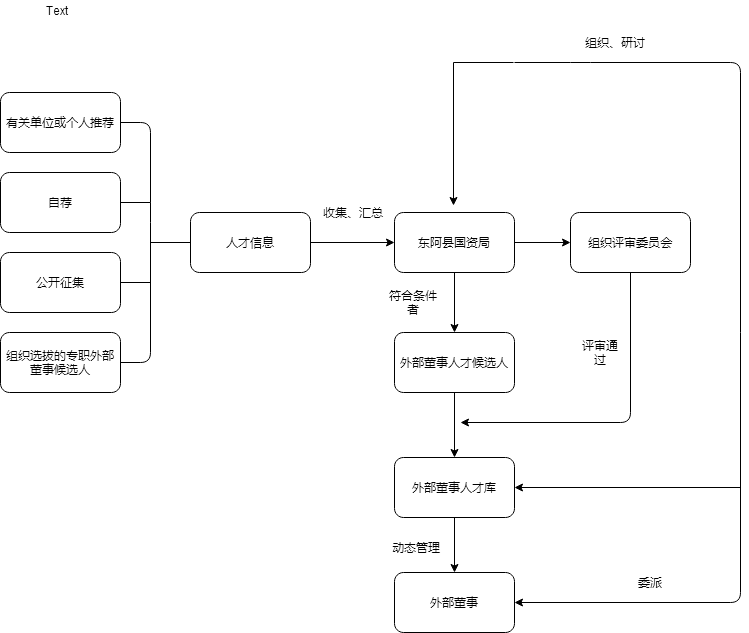 Text
组织、研讨
有关单位或个人推荐
自荐
收集、汇总
人才信息
东阿县国资局
组织评审委员会
公开征集
符合条件
者
组织选拔的专职外部
董事候选人
外部董事人才候选人
评审通
过
外部董事人才库
动态管理
委派
外部董事